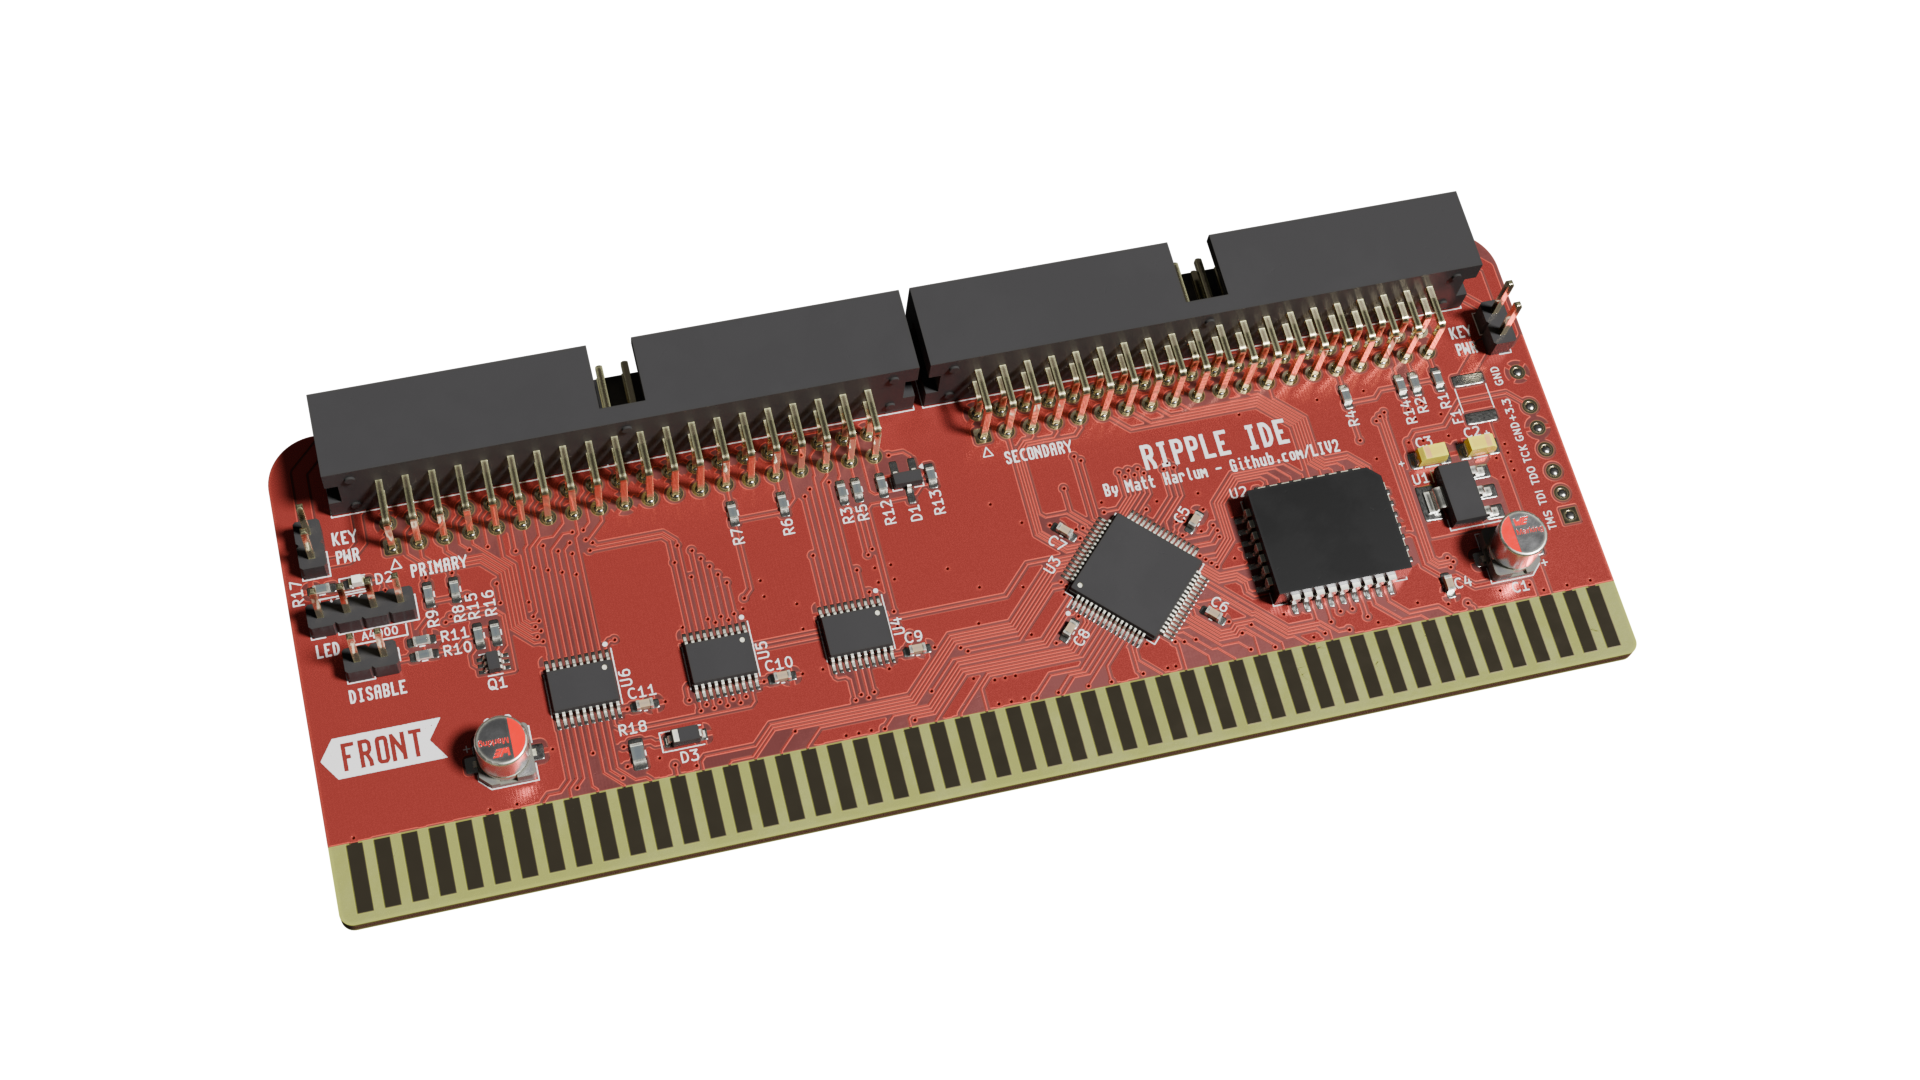 RIPPLE IDE
By Matt Harlum - Github.com/LIV2
SECONDARY
PRIMARY
KEY
PWR
KEY
PWR
GND
+3.3
GND
TCK
TDO
TDI
TMS
F1
R1
R2
R14
R4
C3
C2
U1
C1
+
C4
U2
C5
U3
C6
C8
R13
D1
R12
R5
R3
R6
R7
D2
R17
LED
A4000
R9
R8
R15
R16
R11
R10
DISABLE
Q1
U4
C9
U5
C10
U6
C11
R18
D3
FRONT